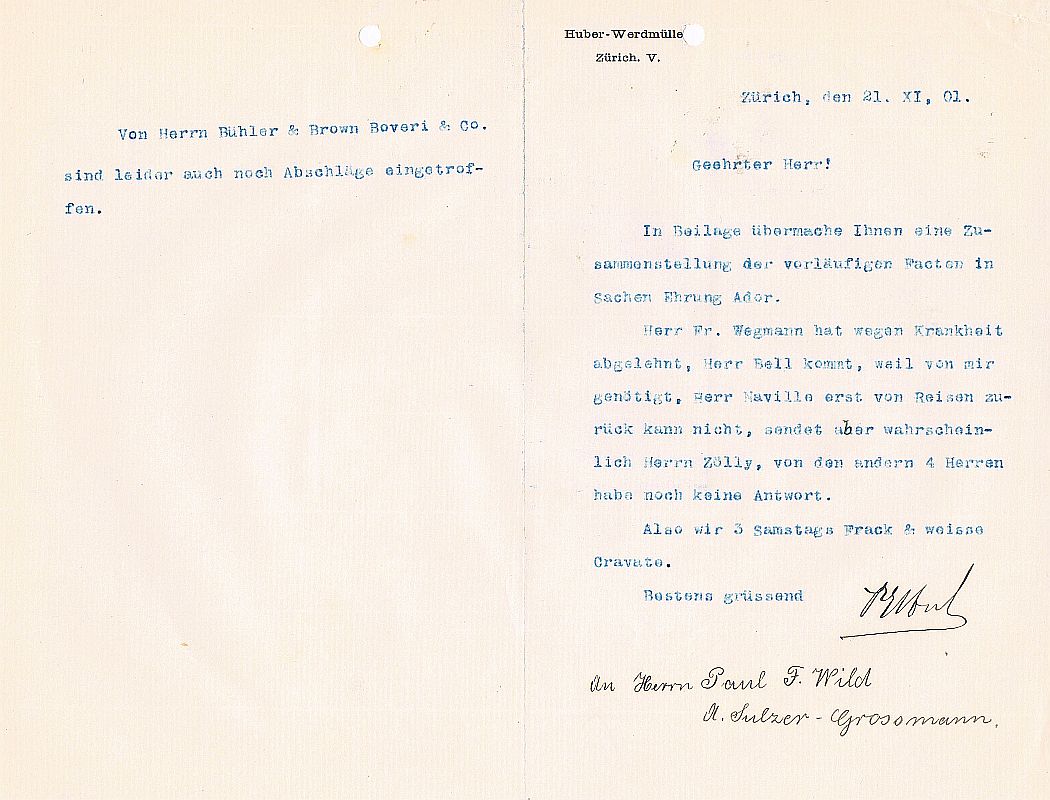 Huber-Werdmülle
Zürich. V.
Zürich, den 21. XI, 01.
Geehrter Herr!
In Beilage übermache Ihnen eine Zu-
sammenstellung der vorläufigen Facten in
Sachen Ehrung Ador.
Herr Fr. Wegmann hat wegen Krankheit
abgelehnt, Herr Bell kommt, weil von mir
genötigt, Herr Naville erst von Reisen zu-
rück kann nicht, sendet aber wahrschein-
lich Herrn Zölly, von den andern 4 Herren
habe noch keine Antwort.
Also wir 3 Samstags Frack & weisse
Cravate.
Bestens grüssend
An Herrn Paul F. Wild
A. Sulzer-Grossmann.
Von Herrn Bühler & Brown Boveri & Co.
sind leider auch noch Abschläge eingetrof-
fen.